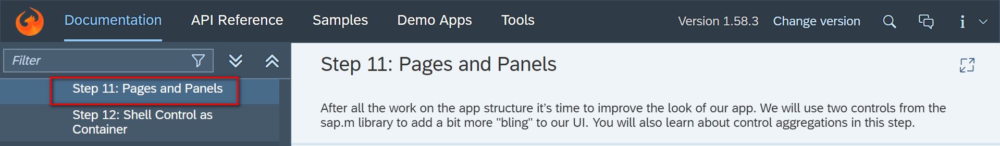 Documentation API Reference Samples Demo Apps Tools Version 1.58.3 Change version
Filter
Step 11: Pages and Panels
Step 12: Shell Control as
Container
Step 11: Pages and Panels
After all the work on the app structure it’s time to improve the look of our app. We will use two controls from the
sap.m library to add a bit more "bling" to our UI. You will also learn about control aggregations in this step.